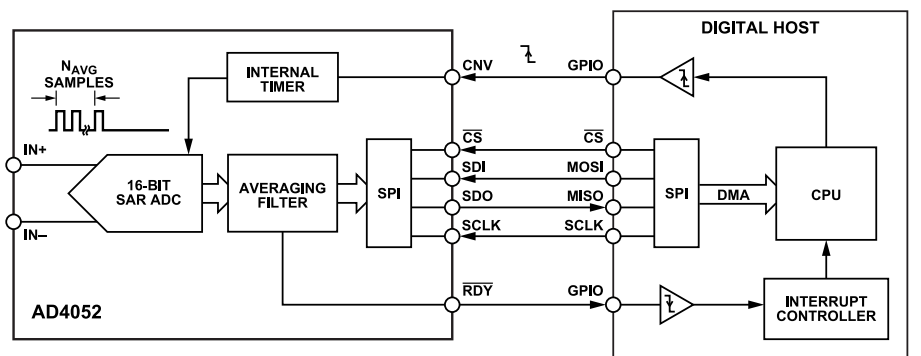 DIGITAL HOST
N_AVG
SAMPLES
INTERNAL
TIMER
CNV
GPIO
IN+
16-BIT
SAR ADC
AVERAGING
FILTER
SPI
CS
SDI
SDO
SCLK
CS
MOSI
MISO
SCLK
SPI
DMA
CPU
IN–
RDY
GPIO
INTERRUPT
CONTROLLER
AD4052